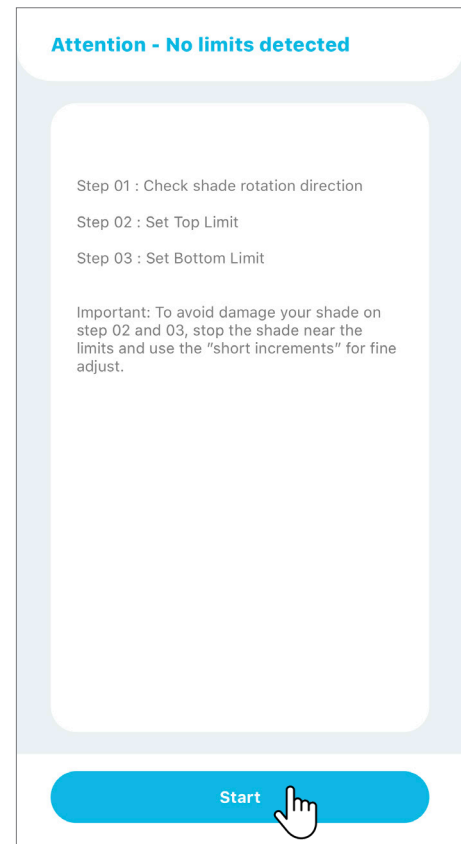 Attention - No limits detected
Step 01 : Check shade rotation direction
Step 02 : Set Top Limit
Step 03 : Set Bottom Limit
Important: To avoid damage your shade on
step 02 and 03, stop the shade near the
limits and use the “short increments” for fine
adjust.
Start